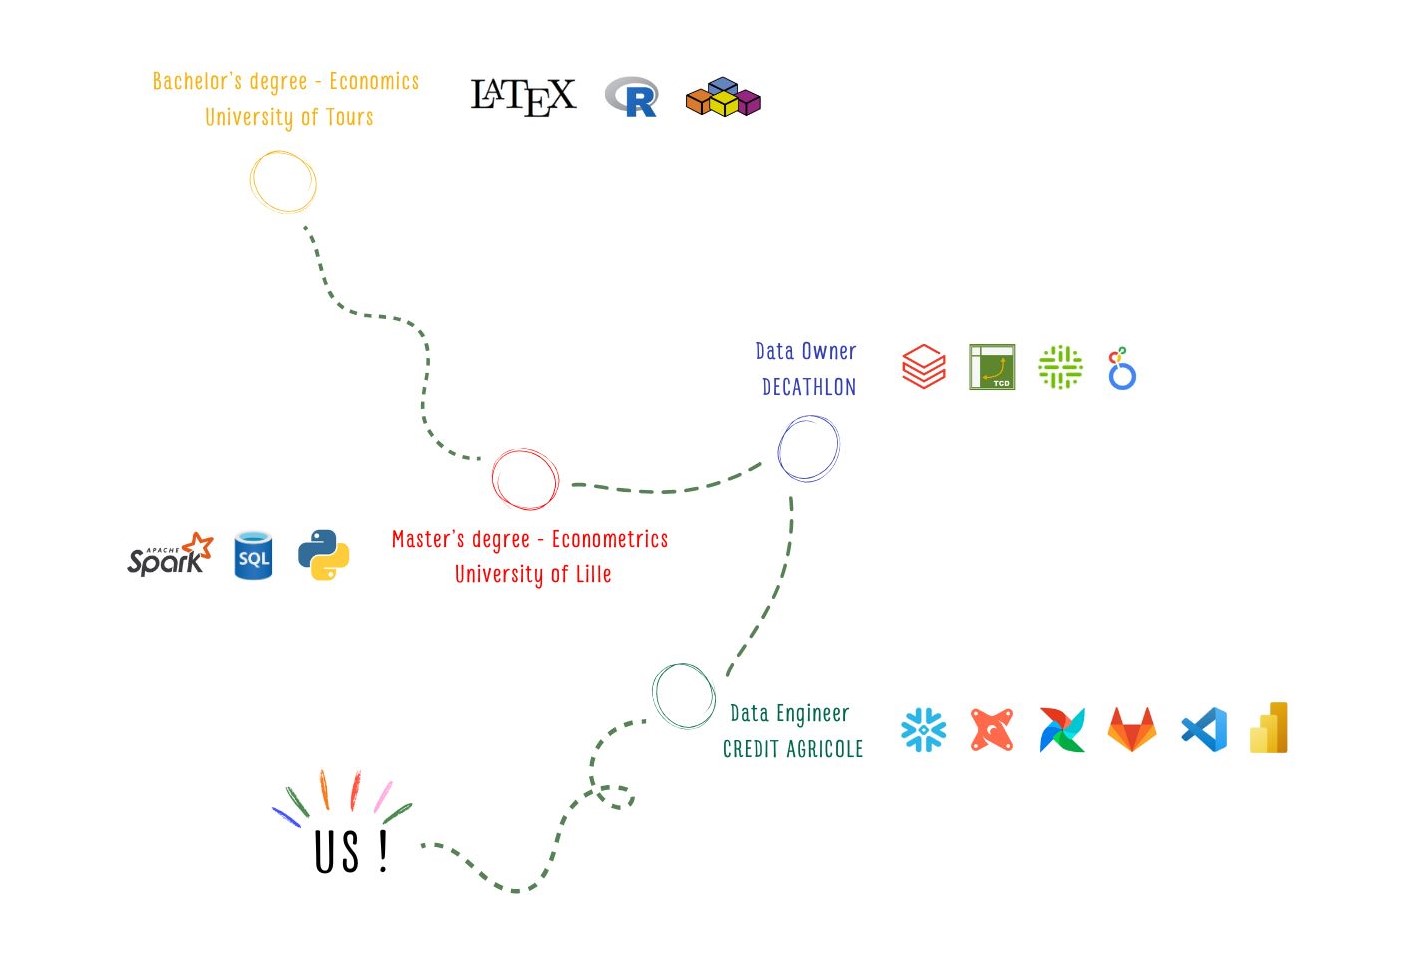 Bachelor's degree - Economics
University of Tours
LATEX
R
Data Owner
DECATHLON
TCD
Master's degree - Econometrics
University of Lille
APACHE
Spark
SQL
Data Engineer
CREDIT AGRICOLE
US !